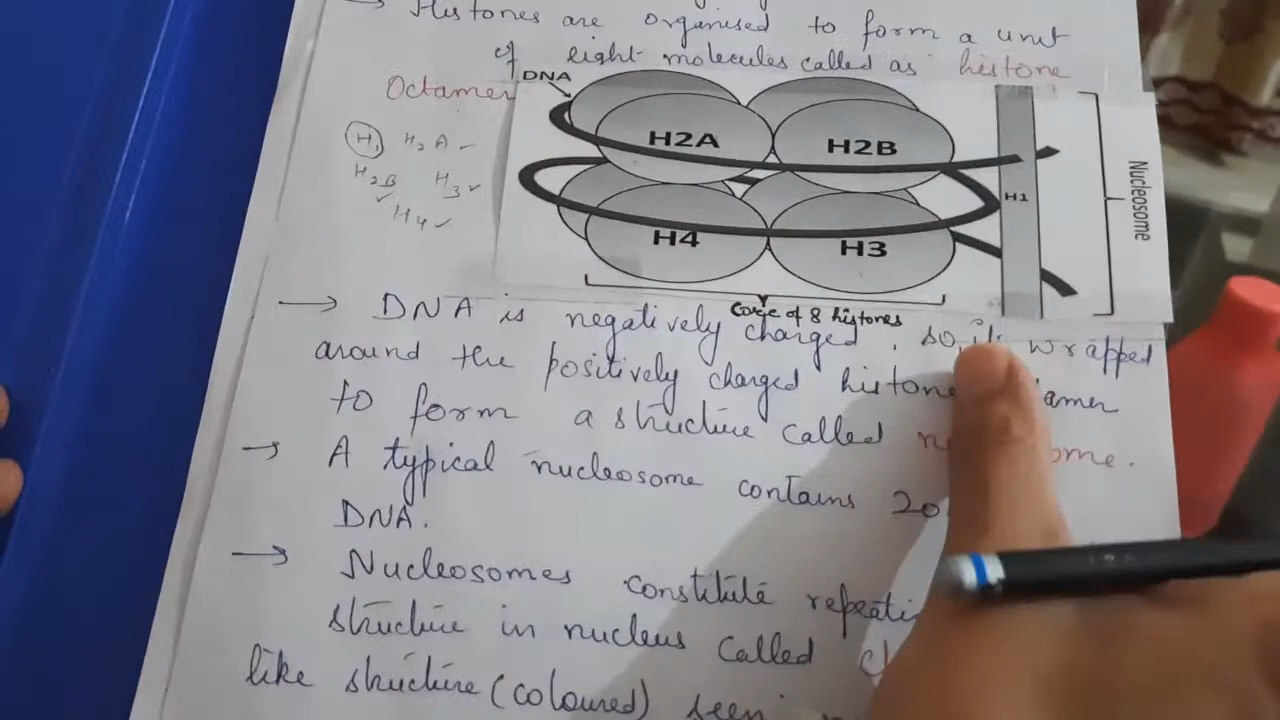 → Histones are organised to form a unit
of eight molecules called as histone
Octamer
DNA
H1 H2A ✓
H2B ✓ H3 ✓
H4 ✓
H2A H2B
H1
H4 H3
Nucleosome
Core of 8 histones
→ DNA is negatively charged, so, it wrapped
around the positively charged histone
to form a structure called
→ A typical nucleosome contains 20
DNA.
→ Nucleosomes constitute
structure in nucleus called
like structure (coloured) seen